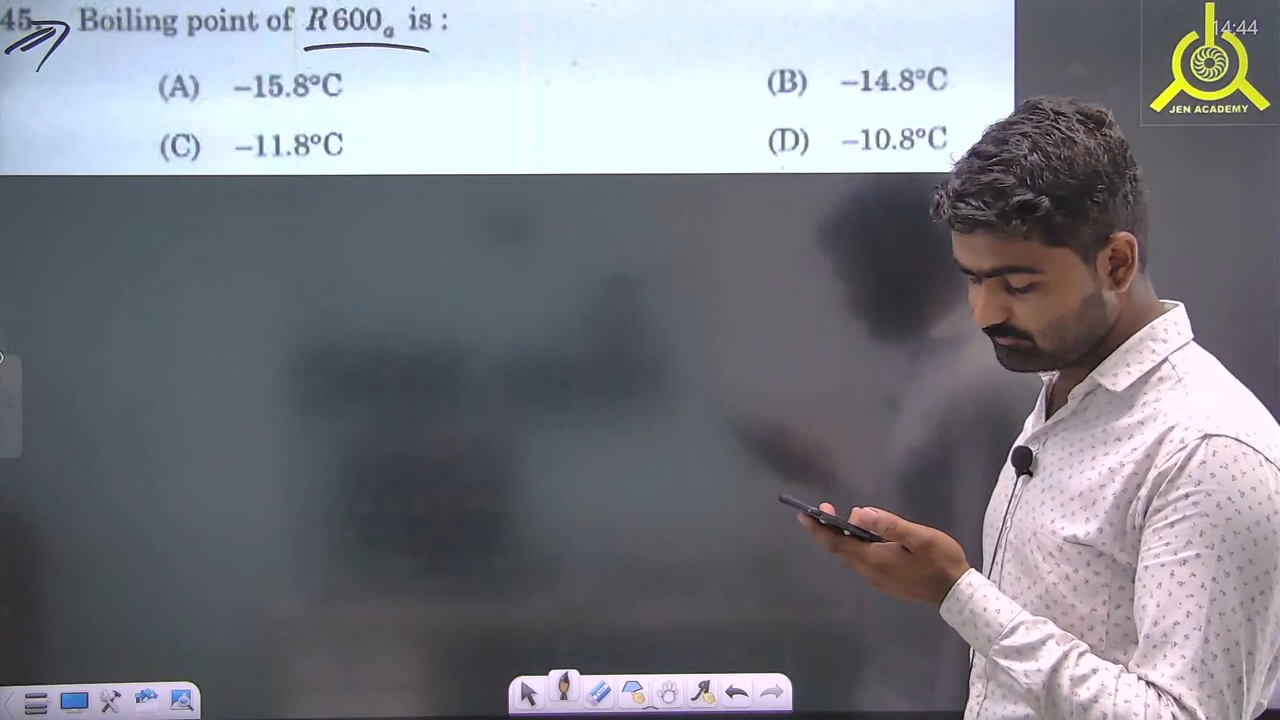 45. Boiling point of R600a is :
(A) −15.8°C (B) −14.8°C
(C) −11.8°C (D) −10.8°C
14:44
JEN ACADEMY